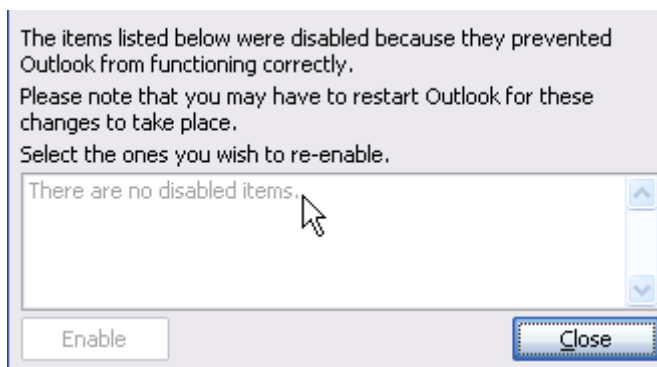 The items listed below were disabled because they prevented
Outlook from functioning correctly.
Please note that you may have to restart Outlook for these
changes to take place.
Select the ones you wish to re-enable.
There are no disabled items.
Enable
Close